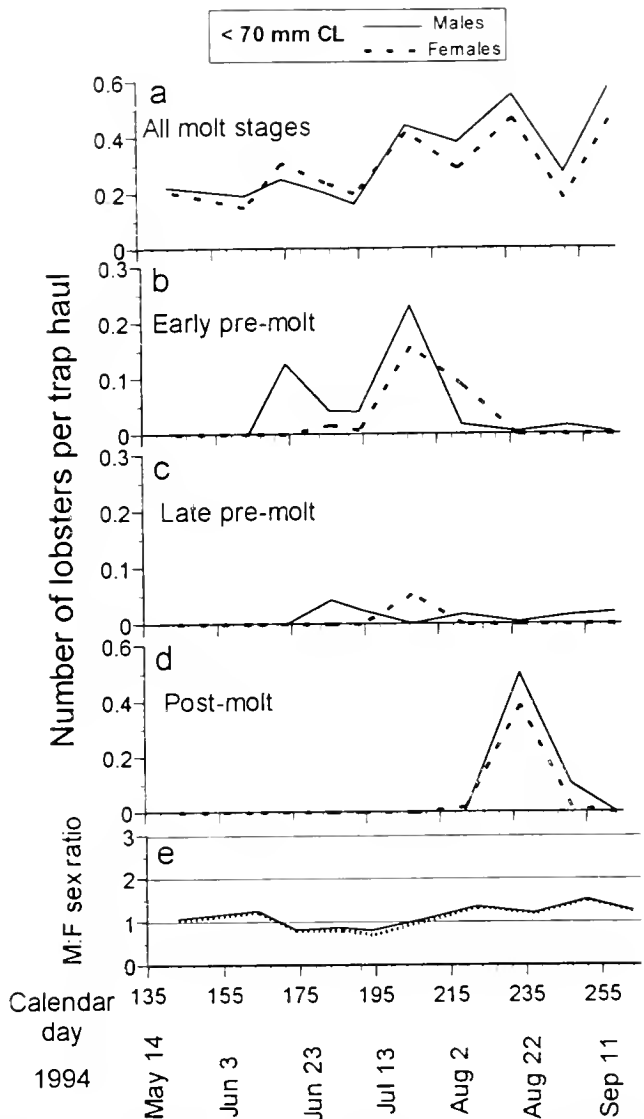 < 70 mm CL
Males
Females
Number of lobsters per trap haul
a
All molt stages
0.6
0.4
0.2
0
b
Early pre-molt
0.3
0.2
0.1
0
c
Late pre-molt
0.3
0.2
0.1
0
d
Post-molt
0.6
0.4
0.2
0
M:F sex ratio
e
3
2
1
0
135 155 175 195 215 235 255
Calendar day
1994
May 14
Jun 3
Jun 23
Jul 13
Aug 2
Aug 22
Sep 11